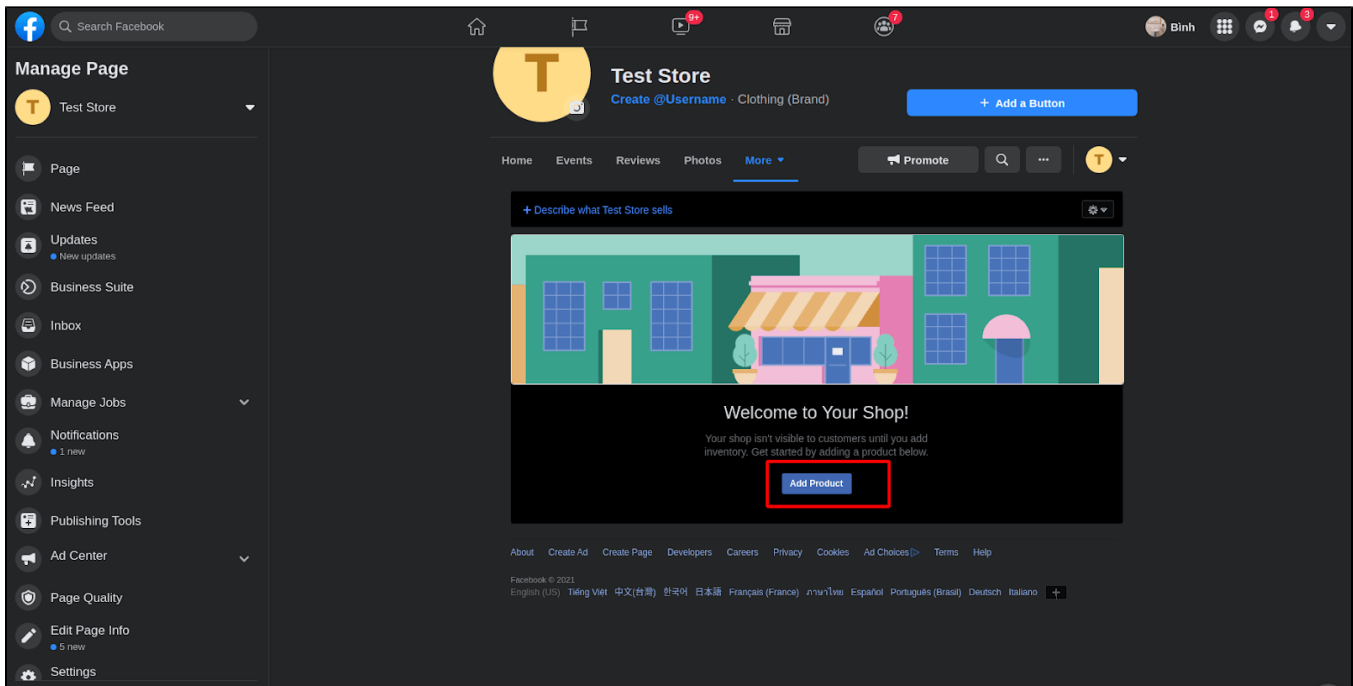 Search Facebook
9+
7
Bình
1
3
Manage Page
T Test Store
Page
News Feed
Updates
New updates
Business Suite
Inbox
Business Apps
Manage Jobs
Notifications
1 new
Insights
Publishing Tools
Ad Center
Page Quality
Edit Page Info
5 new
Settings
T
Test Store
Create @Username · Clothing (Brand)
+ Add a Button
Home Events Reviews Photos More Promote ... T
+ Describe what Test Store sells
Welcome to Your Shop!
Your shop isn't visible to customers until you add
inventory. Get started by adding a product below.
Add Product
About Create Ad Create Page Developers Careers Privacy Cookies Ad Choices Terms Help
Facebook © 2021
English (US) Tiếng Việt 中文(台灣) 한국어 日本語 Français (France) ภาษาไทย Español Português (Brasil) Deutsch Italiano +